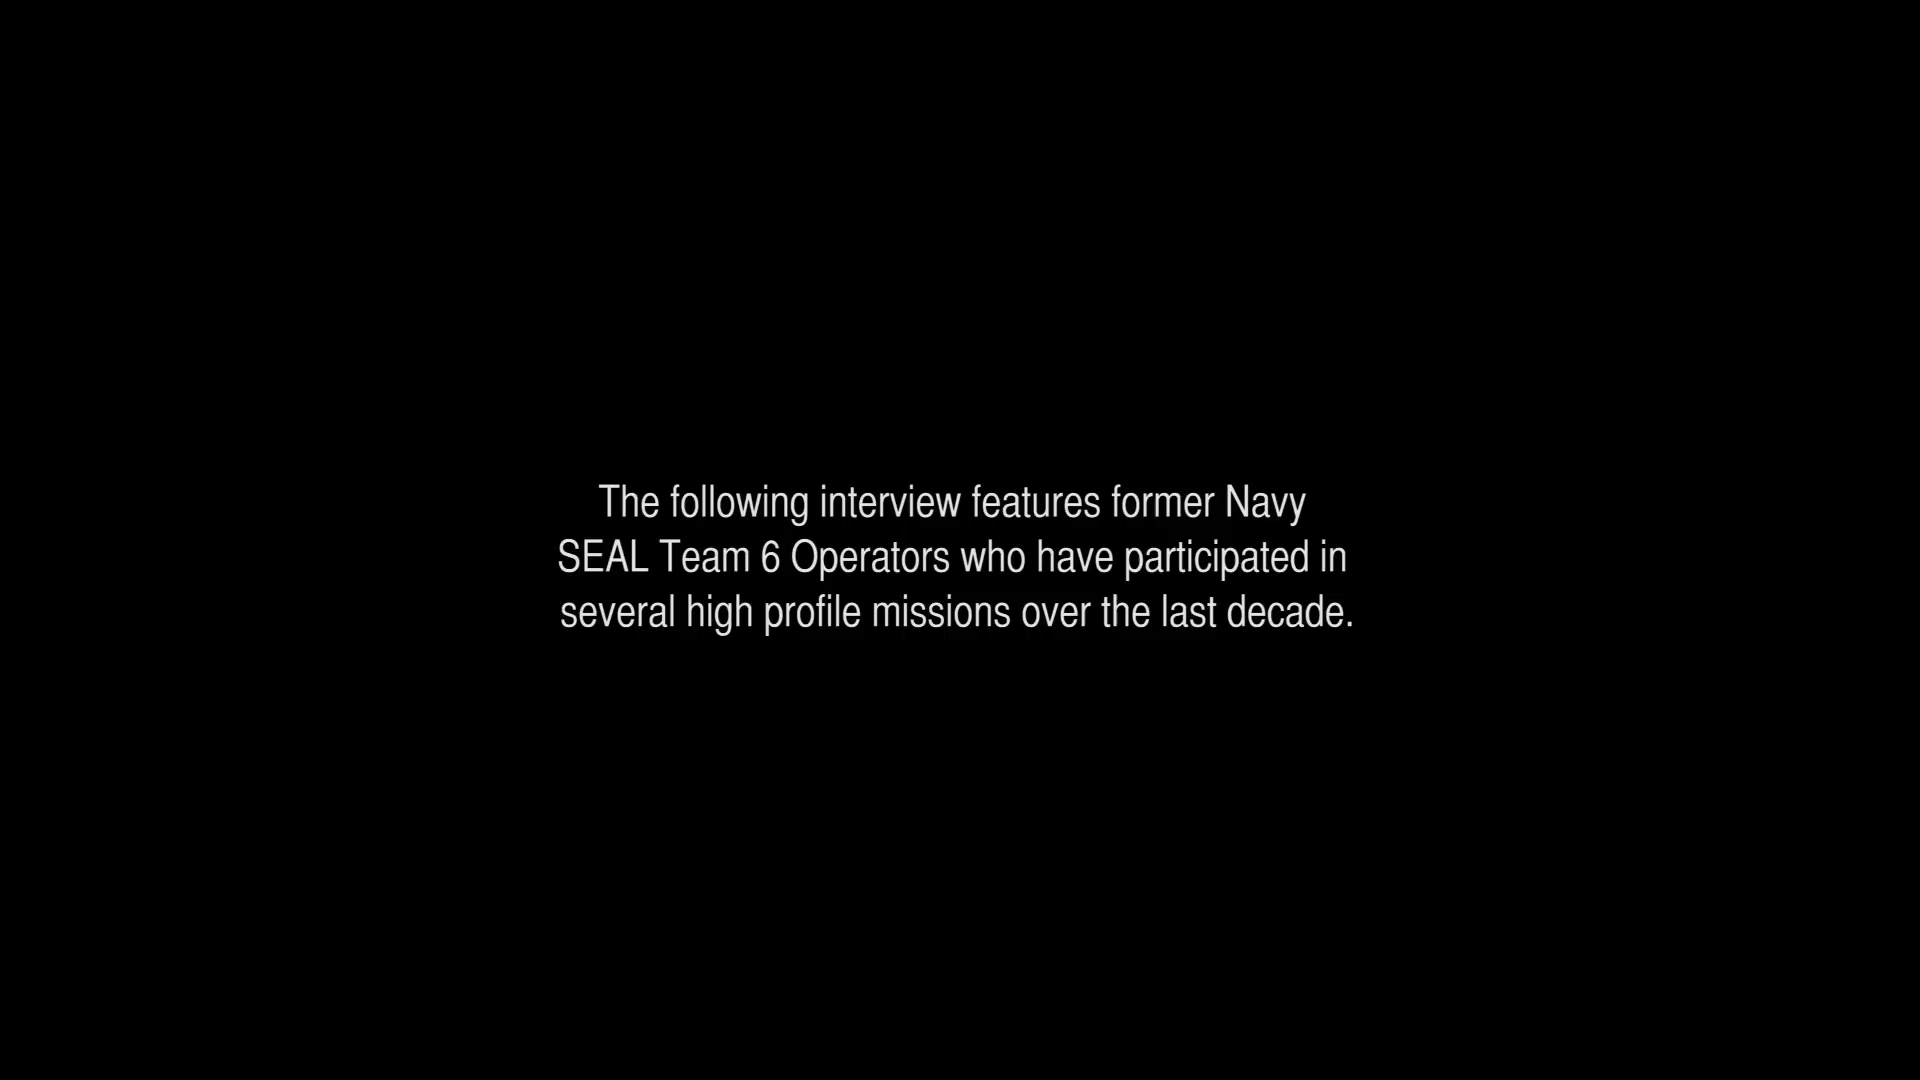 The following interview features former Navy
SEAL Team 6 Operators who have participated in
several high profile missions over the last decade.